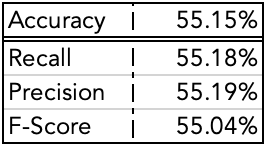 Accuracy 55.15%
Recall 55.18%
Precision 55.19%
F-Score 55.04%